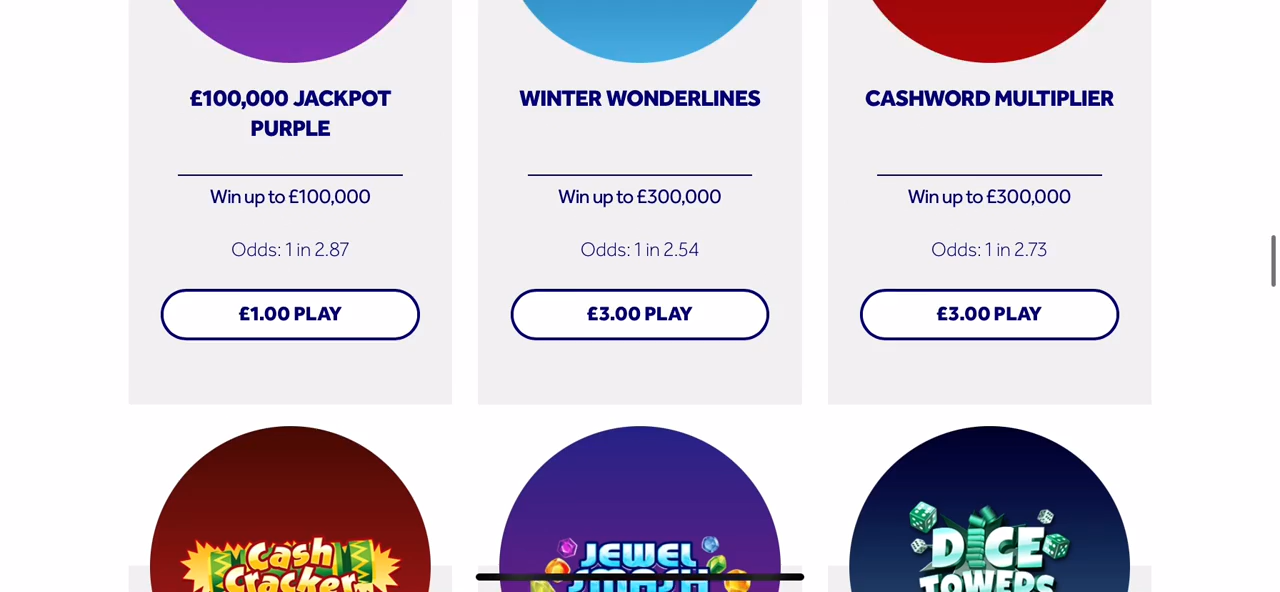 £100,000 JACKPOT
PURPLE
Win up to £100,000
Odds: 1 in 2.87
£1.00 PLAY
WINTER WONDERLINES
Win up to £300,000
Odds: 1 in 2.54
£3.00 PLAY
CASHWORD MULTIPLIER
Win up to £300,000
Odds: 1 in 2.73
£3.00 PLAY
Cash
Cracker
JEWEL
SMASH
DICE
TOWERS